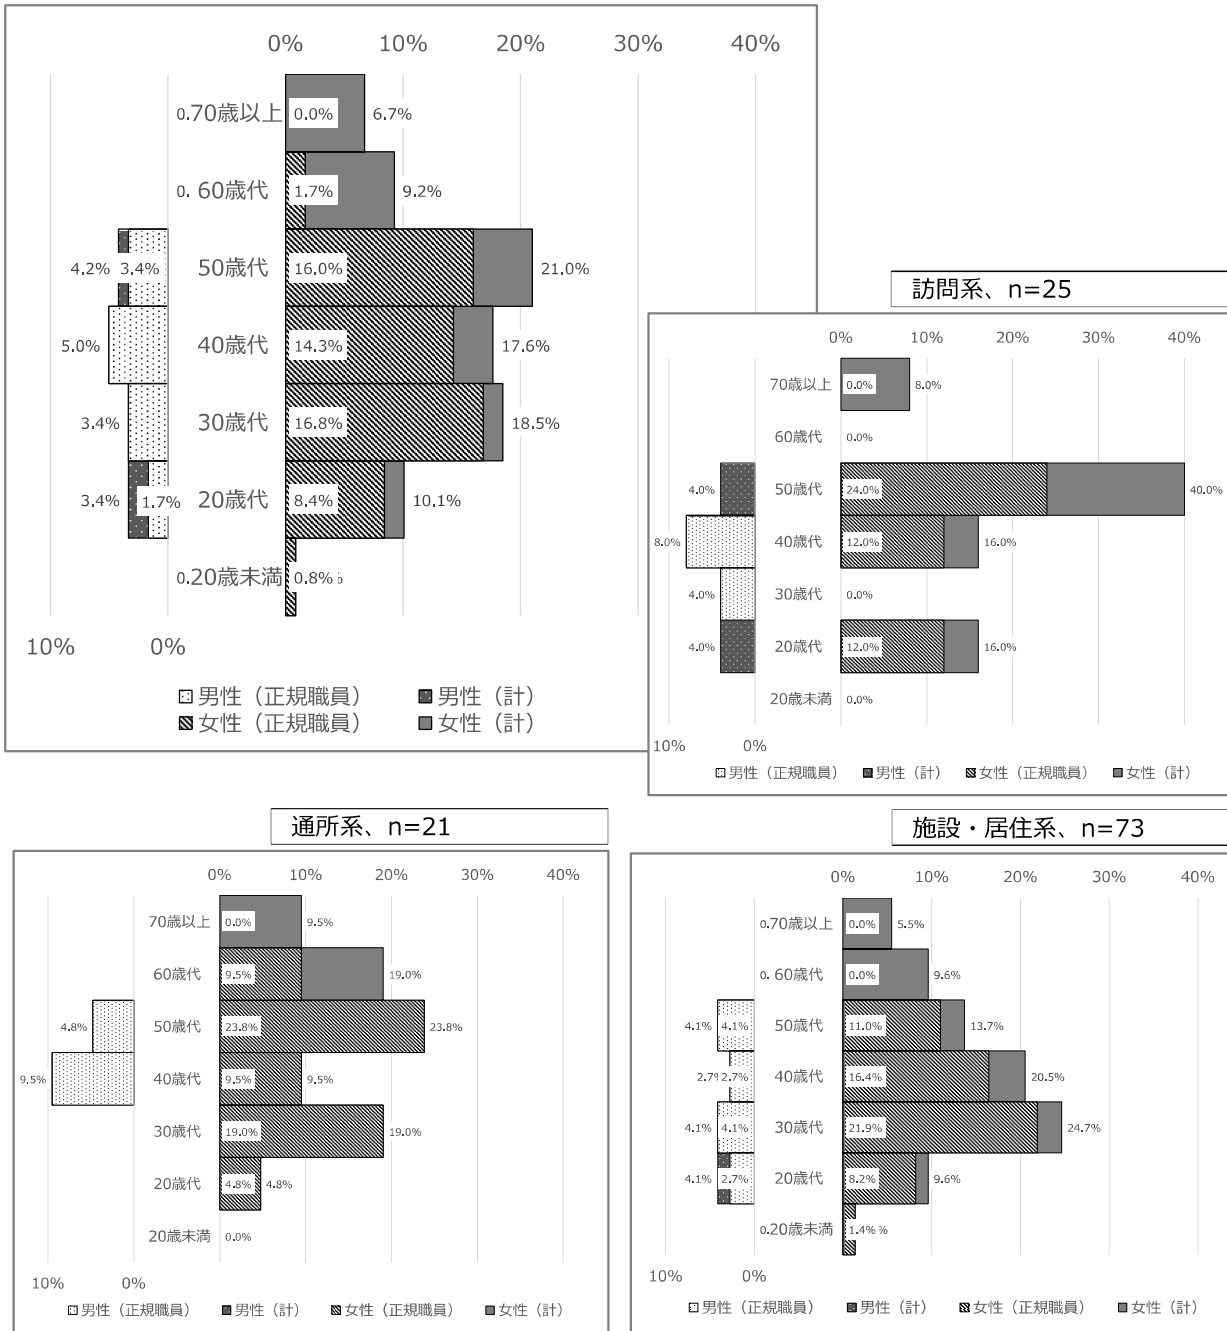 0% 10% 20% 30% 40%
0.70歳以上 0.0% 6.7%
0. 60歳代 1.7% 9.2%
4.2% 3.4% 50歳代 16.0% 21.0%
5.0% 40歳代 14.3% 17.6%
3.4% 30歳代 16.8% 18.5%
3.4% 1.7% 20歳代 8.4% 10.1%
0.20歳未満 0.8%
10% 0%
男性（正規職員） 男性（計）
女性（正規職員） 女性（計）
訪問系、n=25
0% 10% 20% 30% 40%
70歳以上 0.0% 8.0%
60歳代 0.0%
4.0% 50歳代 24.0% 40.0%
8.0% 40歳代 12.0% 16.0%
4.0% 30歳代 0.0%
4.0% 20歳代 12.0% 16.0%
20歳未満 0.0%
10% 0%
男性（正規職員） 男性（計） 女性（正規職員） 女性（計）
通所系、n=21
0% 10% 20% 30% 40%
70歳以上 0.0% 9.5%
60歳代 9.5% 19.0%
4.8% 50歳代 23.8% 23.8%
9.5% 40歳代 9.5% 9.5%
30歳代 19.0% 19.0%
20歳代 4.8% 4.8%
20歳未満 0.0%
10% 0%
男性（正規職員） 男性（計） 女性（正規職員） 女性（計）
施設・居住系、n=73
0% 10% 20% 30% 40%
0.70歳以上 0.0% 5.5%
0. 60歳代 0.0% 9.6%
4.1% 4.1% 50歳代 11.0% 13.7%
2.7% 2.7% 40歳代 16.4% 20.5%
4.1% 4.1% 30歳代 21.9% 24.7%
4.1% 2.7% 20歳代 8.2% 9.6%
0.20歳未満 1.4% %
10% 0%
男性（正規職員） 男性（計） 女性（正規職員） 女性（計）